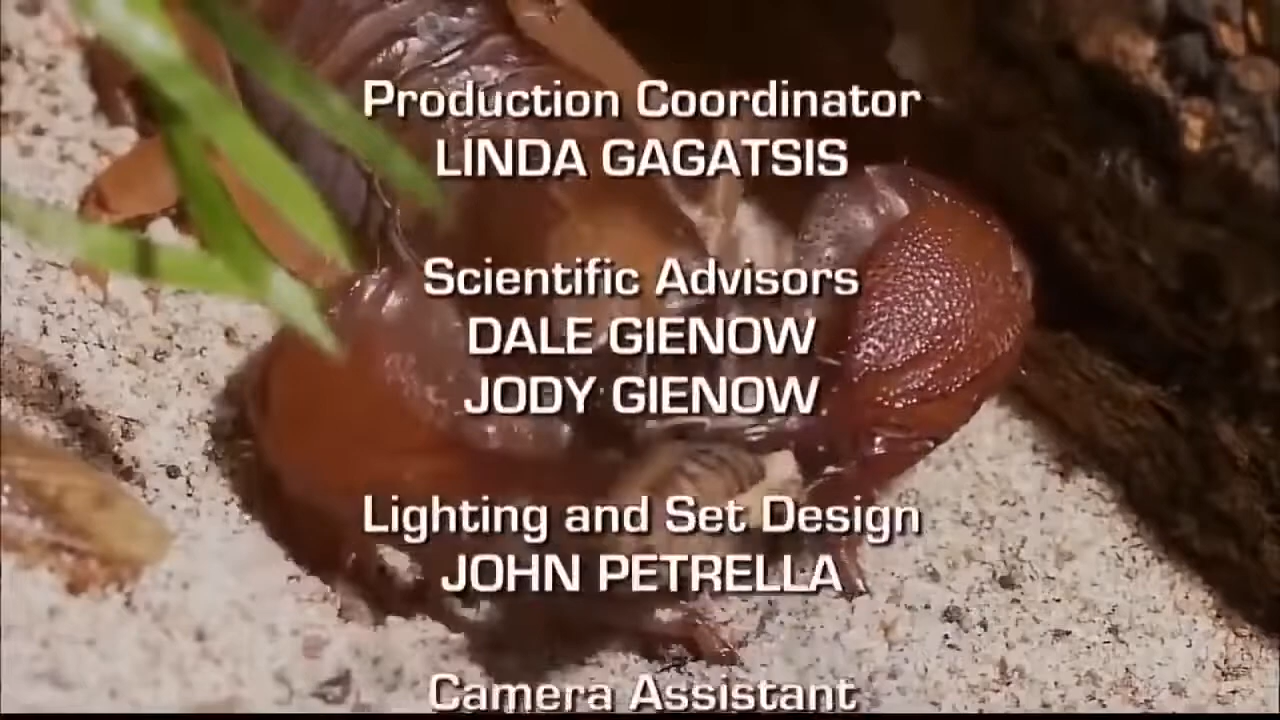 Production Coordinator
LINDA GAGATSIS
Scientific Advisors
DALE GIENOW
JODY GIENOW
Lighting and Set Design
JOHN PETRELLA
Camera Assistant